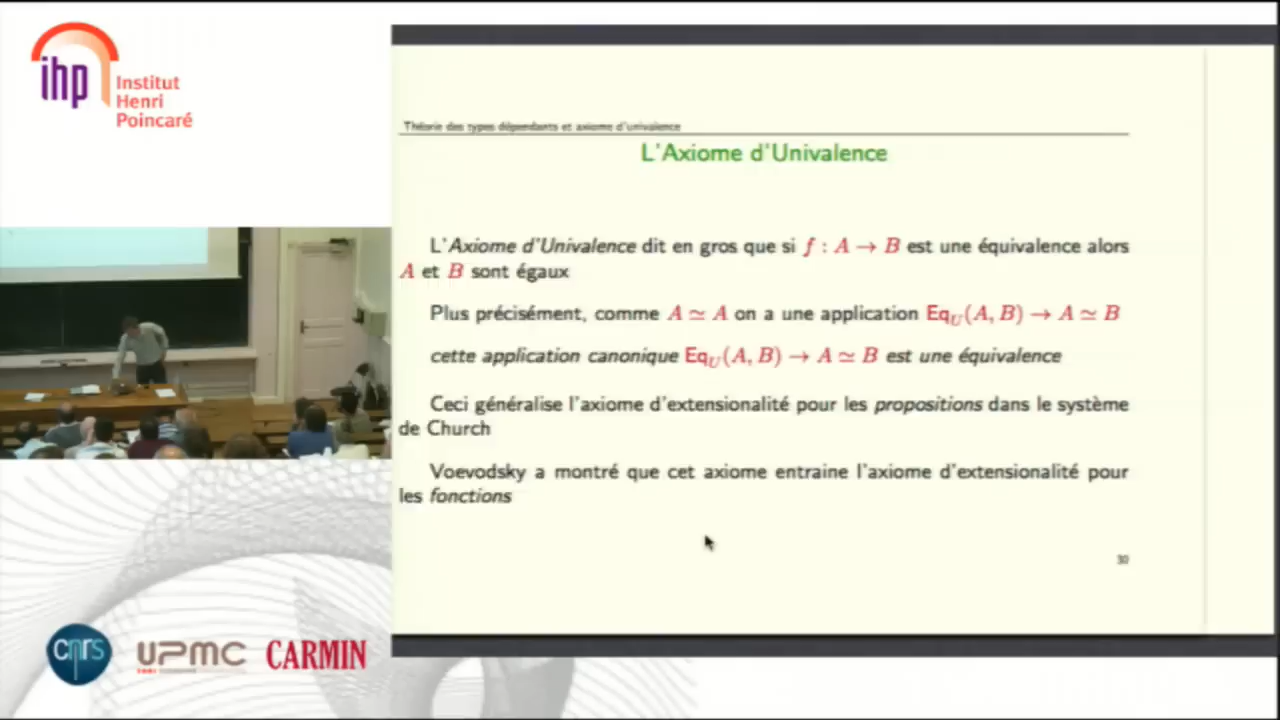 ihp
Institut
Henri
Poincaré
Théorie des types dépendants et axiome d'univalence
L'Axiome d'Univalence
L'Axiome d'Univalence dit en gros que si f : A → B est une équivalence alors
A et B sont égaux
Plus précisément, comme A ≃ A on a une application Eq_U(A, B) → A ≃ B
cette application canonique Eq_U(A, B) → A ≃ B est une équivalence
Ceci généralise l'axiome d'extensionalité pour les propositions dans le système
de Church
Voevodsky a montré que cet axiome entraine l'axiome d'extensionalité pour
les fonctions
30
cnrs
UPMC
CARMIN